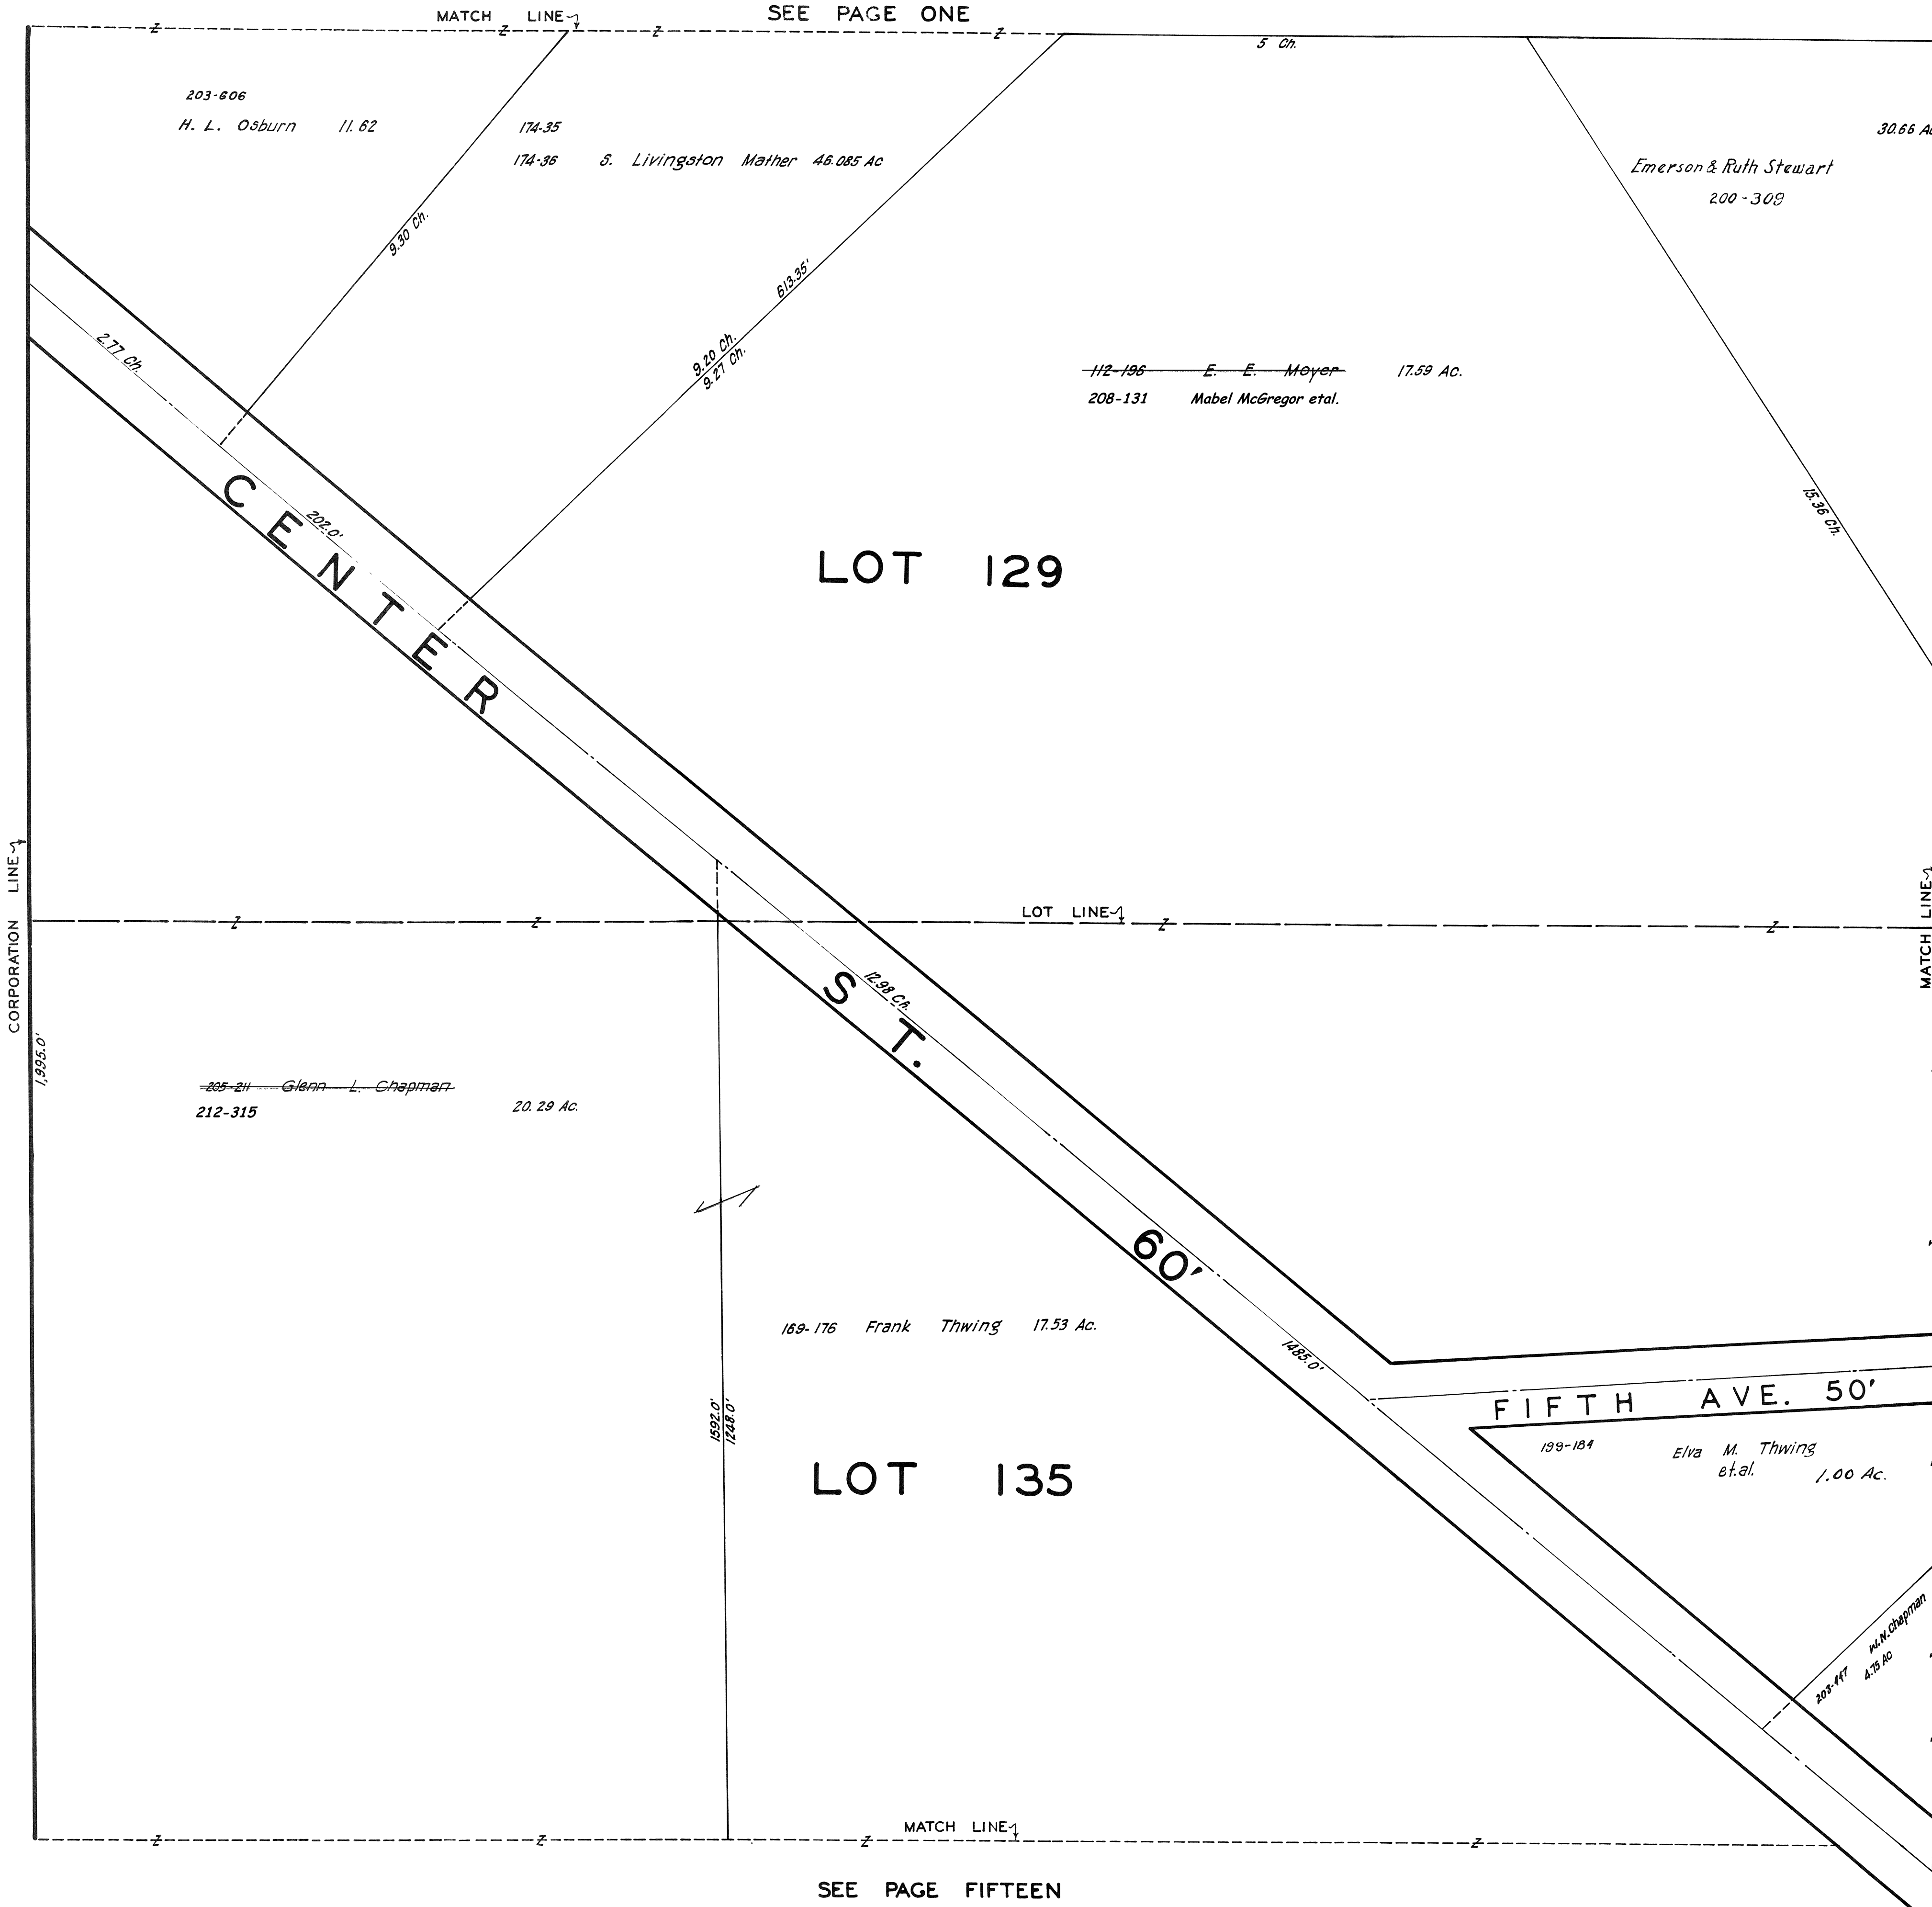 MATCH LINE
SEE PAGE ONE
5 Ch.
203-606
H. L. Osburn 11.62
174-35
174-36 S. Livingston Mather 46.085 Ac
30.66
Emerson & Ruth Stewart
200-309
9.30 Ch.
613.35'
9.20 Ch.
9.27 Ch.
2.77 Ch.
112-196 E. E. Moyer 17.59 Ac.
208-131 Mabel McGregor etal.
15.36 Ch.
202.0'
LOT 129
CENTER ST. 60'
CORPORATION LINE
LOT LINE
MATCH LINE
12.98 Ch.
1,995.0'
205-211 Glenn L. Chapman
212-315
20.29 Ac.
169-176 Frank Thwing 17.53 Ac.
1485.0'
FIFTH AVE. 50'
1592.0'
1248.0'
199-184
Elva M. Thwing
et.al.
1.00 Ac.
LOT 135
W.N. Chapman
4.75 AC
MATCH LINE
SEE PAGE FIFTEEN